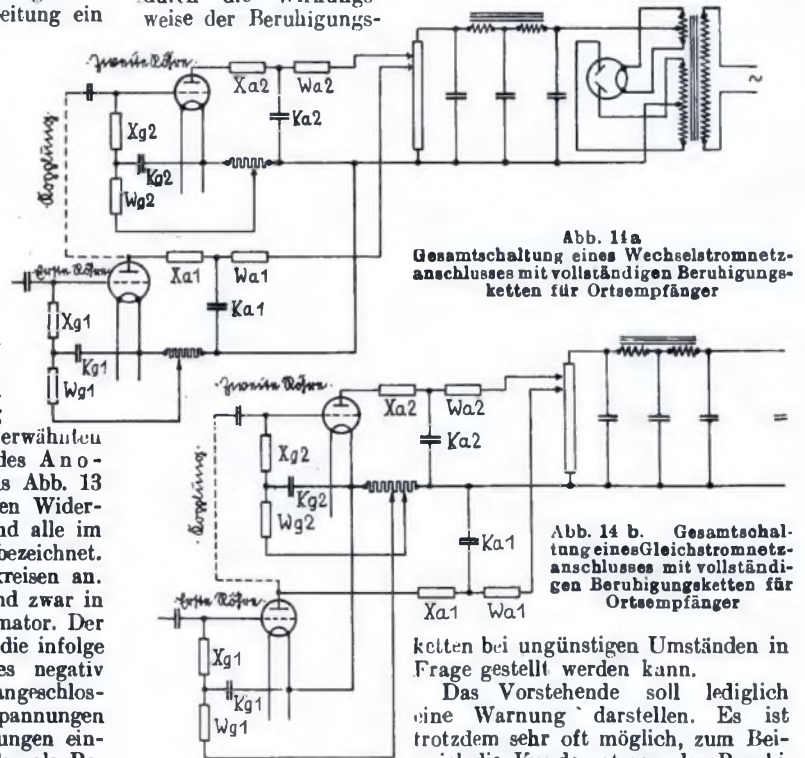 eitung ein
weise der Beruhigungs-
Zweite Röhre.
Xa2 Wa2
Ka2
Xg2
Kg2
Wg2
Kopplung.
Erste Röhre.
Xa1 Wa1
Ka1
Xg1
Kg1
Wg1
~
Abb. 14a
Gesamtschaltung eines Wechselstromnetz-
anschlusses mit vollständigen Beruhigungs-
ketten für Ortsempfänger
Zweite Röhre.
Xa2 Wa2
Ka2
Xg2
Kg2
Wg2
Kopplung.
Erste Röhre.
Ka1
Xa1 Wa1
Xg1
Kg1
Wg1
=
Abb. 14 b. Gesamtschal-
tung eines Gleichstromnetz-
anschlusses mit vollständi-
gen Beruhigungsketten für
Ortsempfänger
erwähnten
des Ano-
s Abb. 13
en Wider-
nd alle im
bezeichnet.
kreisen an.
nd zwar in
mator. Der
die infolge
es negativ
angeschlos-
pannungen
ungen ein-
ketten bei ungünstigen Umständen in
Frage gestellt werden kann.
Das Vorstehende soll lediglich
eine Warnung darstellen. Es ist
trotzdem sehr oft möglich, zum Bei-